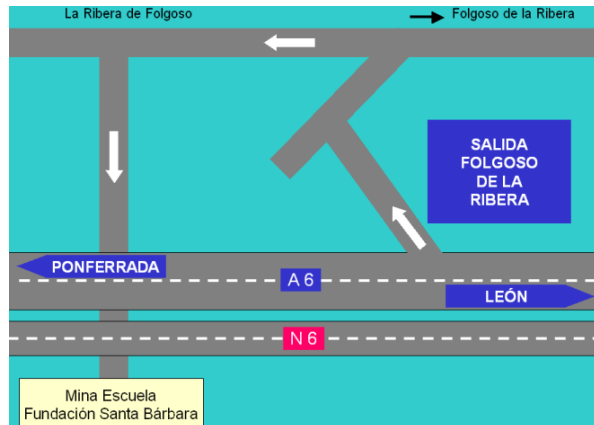 La Ribera de Folgoso
Folgoso de la Ribera
SALIDA
FOLGOSO
DE LA
RIBERA
PONFERRADA
A 6
LEÓN
N 6
Mina Escuela
Fundación Santa Bárbara